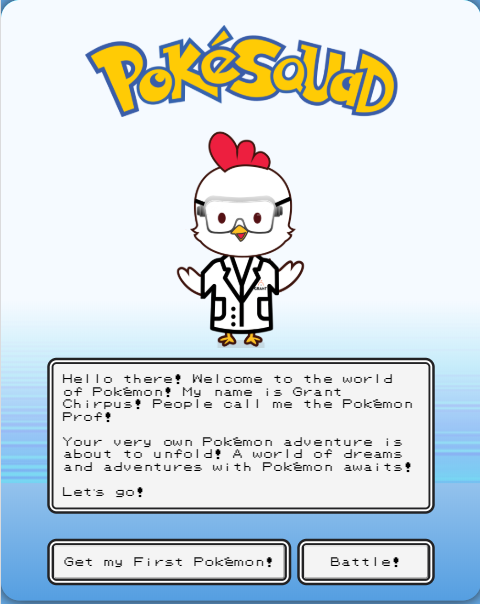 PokéSquaD
GRANT
Hello there! Welcome to the world
of Pokémon! My name is Grant
Chirpus! People call me the Pokémon
Prof!
Your very own Pokémon adventure is
about to unfold! A world of dreams
and adventures with Pokémon awaits!
Let's go!
Get my First Pokémon!
Battle!